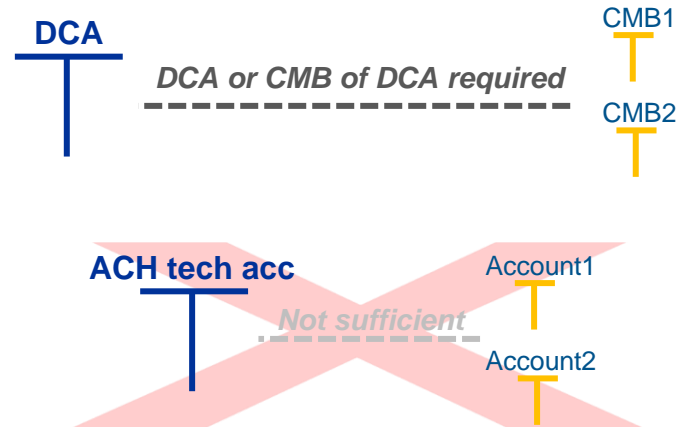 DCA
CMB1
DCA or CMB of DCA required
CMB2
ACH tech acc
Account1
Not sufficient
Account2